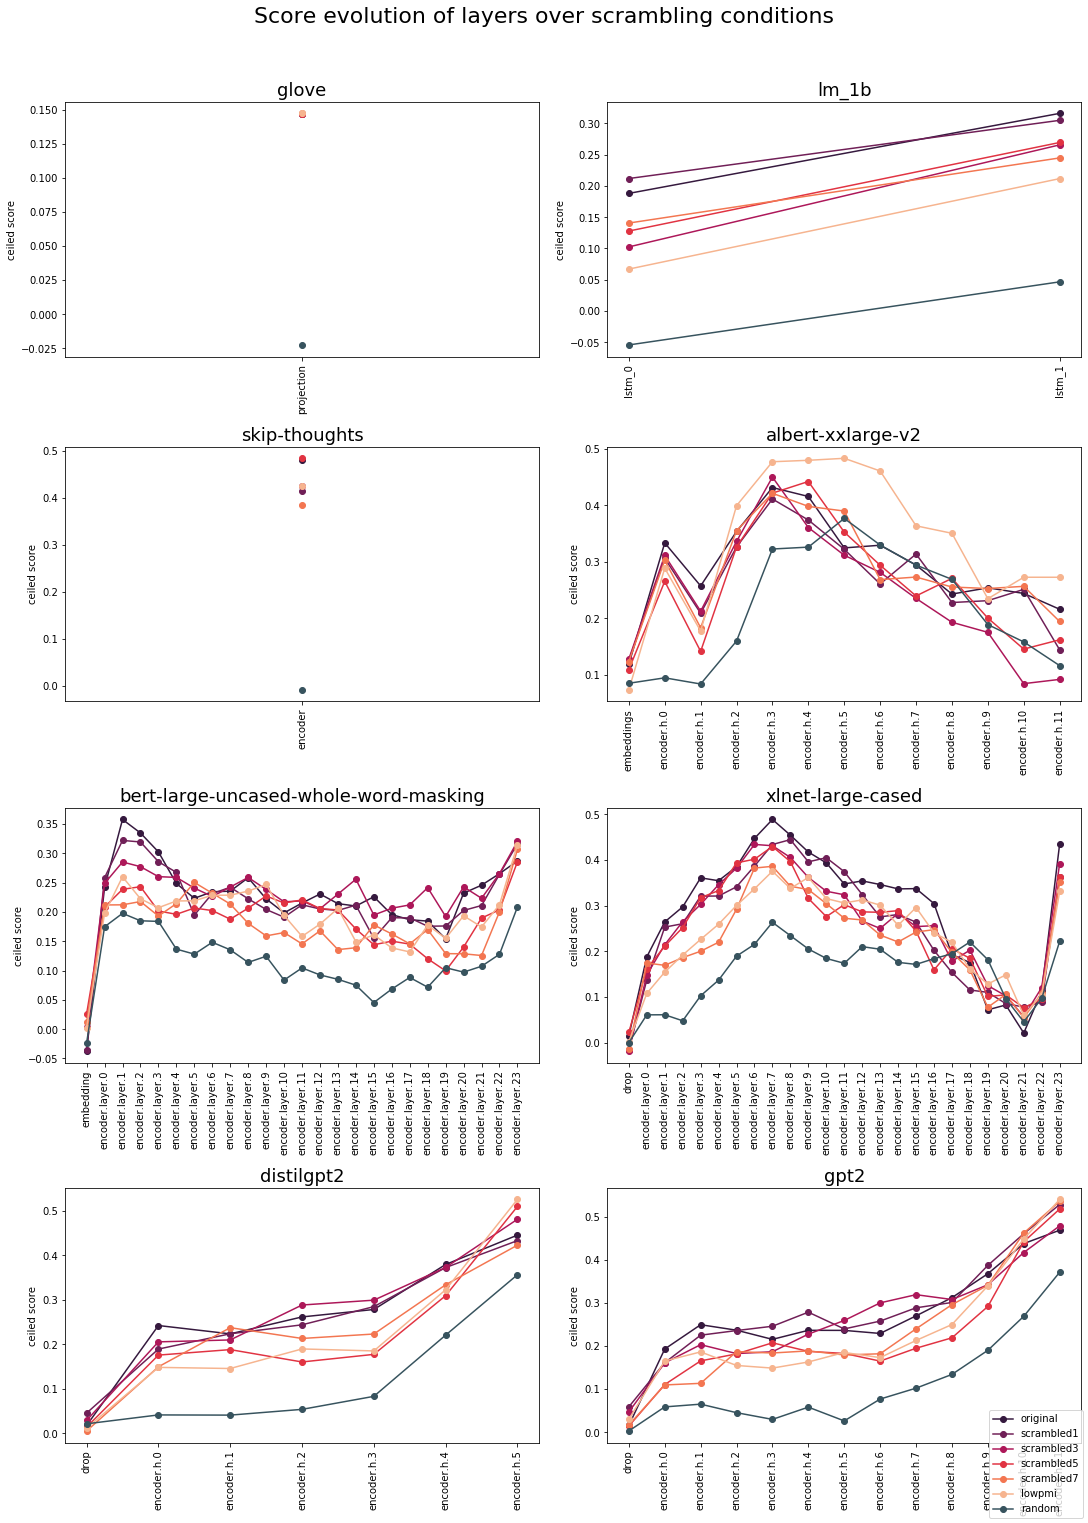 Score evolution of layers over scrambling conditions
glove
ceiled score
0.150
0.125
0.100
0.075
0.050
0.025
0.000
−0.025
projection
lm_1b
ceiled score
0.30
0.25
0.20
0.15
0.10
0.05
0.00
−0.05
lstm_0
lstm_1
skip-thoughts
ceiled score
0.5
0.4
0.3
0.2
0.1
0.0
encoder
albert-xxlarge-v2
ceiled score
0.5
0.4
0.3
0.2
0.1
embeddings
encoder.h.0
encoder.h.1
encoder.h.2
encoder.h.3
encoder.h.4
encoder.h.5
encoder.h.6
encoder.h.7
encoder.h.8
encoder.h.9
encoder.h.10
encoder.h.11
bert-large-uncased-whole-word-masking
ceiled score
0.35
0.30
0.25
0.20
0.15
0.10
0.05
0.00
−0.05
embedding
encoder.layer.0
encoder.layer.1
encoder.layer.2
encoder.layer.3
encoder.layer.4
encoder.layer.5
encoder.layer.6
encoder.layer.7
encoder.layer.8
encoder.layer.9
encoder.layer.10
encoder.layer.11
encoder.layer.12
encoder.layer.13
encoder.layer.14
encoder.layer.15
encoder.layer.16
encoder.layer.17
encoder.layer.18
encoder.layer.19
encoder.layer.20
encoder.layer.21
encoder.layer.22
encoder.layer.23
xlnet-large-cased
ceiled score
0.5
0.4
0.3
0.2
0.1
0.0
drop
encoder.layer.0
encoder.layer.1
encoder.layer.2
encoder.layer.3
encoder.layer.4
encoder.layer.5
encoder.layer.6
encoder.layer.7
encoder.layer.8
encoder.layer.9
encoder.layer.10
encoder.layer.11
encoder.layer.12
encoder.layer.13
encoder.layer.14
encoder.layer.15
encoder.layer.16
encoder.layer.17
encoder.layer.18
encoder.layer.19
encoder.layer.20
encoder.layer.21
encoder.layer.22
encoder.layer.23
distilgpt2
ceiled score
0.5
0.4
0.3
0.2
0.1
0.0
drop
encoder.h.0
encoder.h.1
encoder.h.2
encoder.h.3
encoder.h.4
encoder.h.5
gpt2
ceiled score
0.5
0.4
0.3
0.2
0.1
0.0
drop
encoder.h.0
encoder.h.1
encoder.h.2
encoder.h.3
encoder.h.4
encoder.h.5
encoder.h.6
encoder.h.7
encoder.h.8
original
scrambled1
scrambled3
scrambled5
scrambled7
lowpmi
random